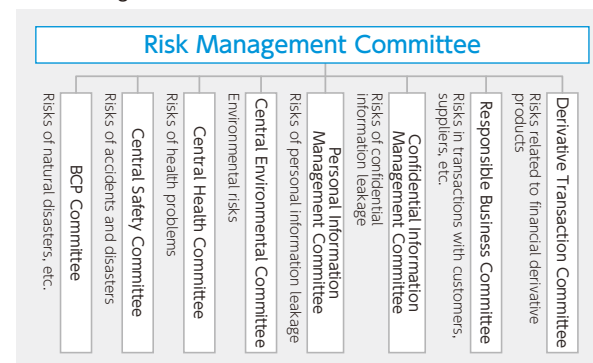 Risk Management Committee
Derivative Transaction Committee
Risks related to financial derivative
products
Responsible Business Committee
Risks in transactions with customers,
suppliers, etc.
Confidential Information
Management Committee
Risks of confidential
information leakage
Personal Information
Management Committee
Risks of personal information leakage
Central Environmental Committee
Environmental risks
Central Health Committee
Risks of health problems
Central Safety Committee
Risks of accidents and disasters
BCP Committee
Risks of natural disasters, etc.